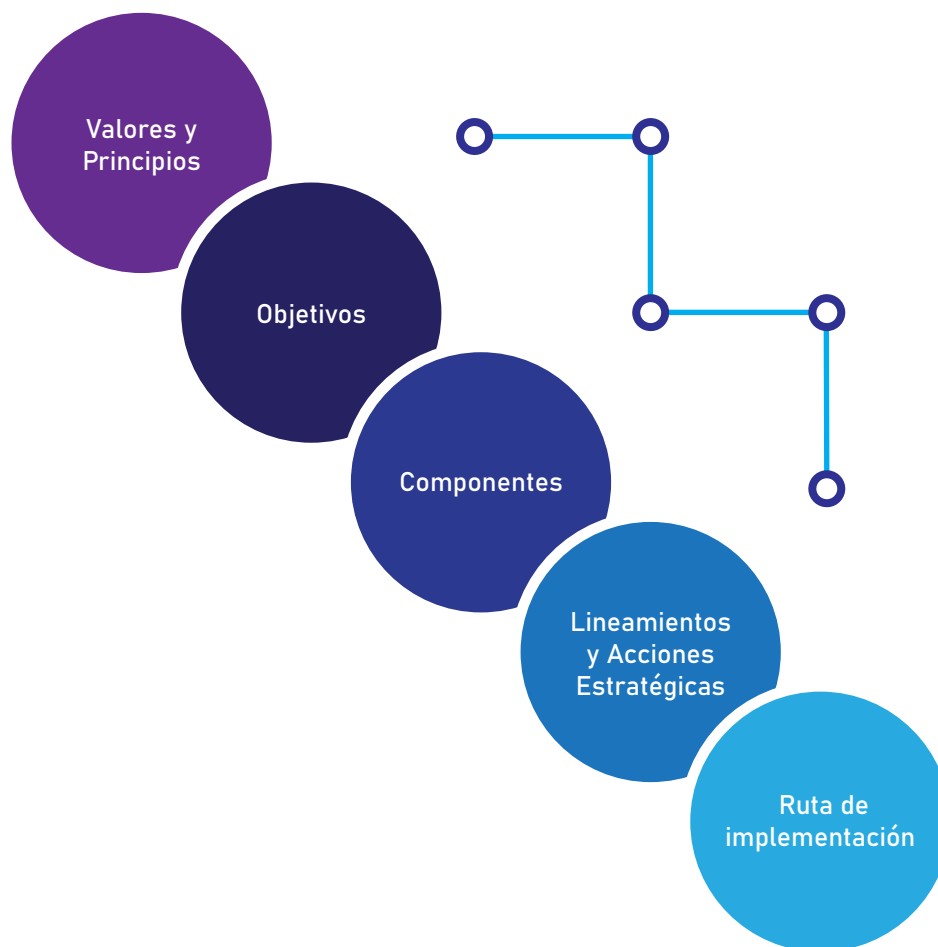 Valores y
Principios
Objetivos
Componentes
Lineamientos
y Acciones
Estratégicas
Ruta de
implementación